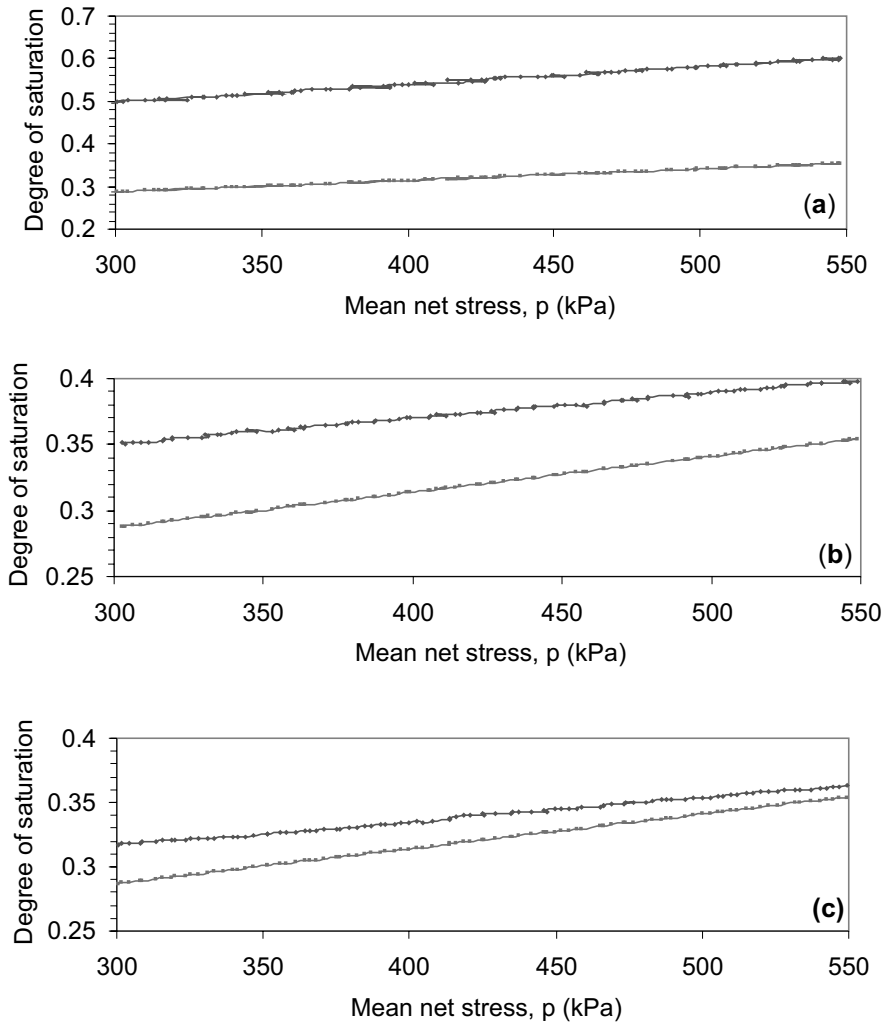 Degree of saturation
0.7
0.6
0.5
0.4
0.3
0.2
(a)
300 350 400 450 500 550
Mean net stress, p (kPa)
Degree of saturation
0.4
0.35
0.3
0.25
(b)
300 350 400 450 500 550
Mean net stress, p (kPa)
Degree of saturation
0.4
0.35
0.3
0.25
(c)
300 350 400 450 500 550
Mean net stress, p (kPa)